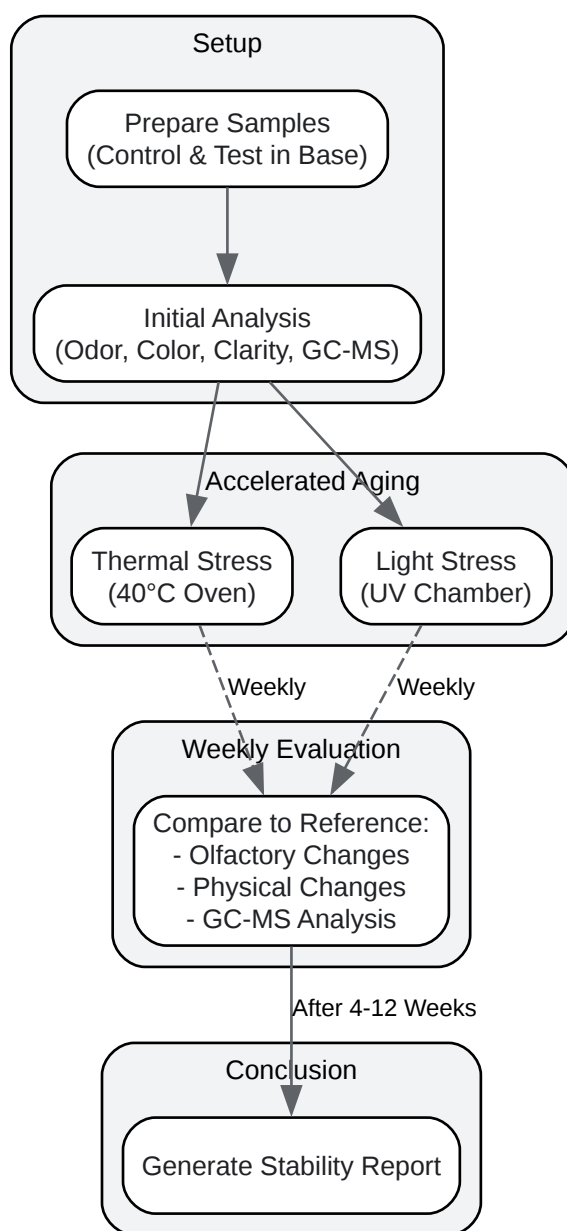 Setup
Prepare Samples
(Control & Test in Base)
Initial Analysis
(Odor, Color, Clarity, GC-MS)
Accelerated Aging
Thermal Stress
(40°C Oven)
Light Stress
(UV Chamber)
Weekly
Weekly
Weekly Evaluation
Compare to Reference:
- Olfactory Changes
- Physical Changes
- GC-MS Analysis
After 4-12 Weeks
Conclusion
Generate Stability Report